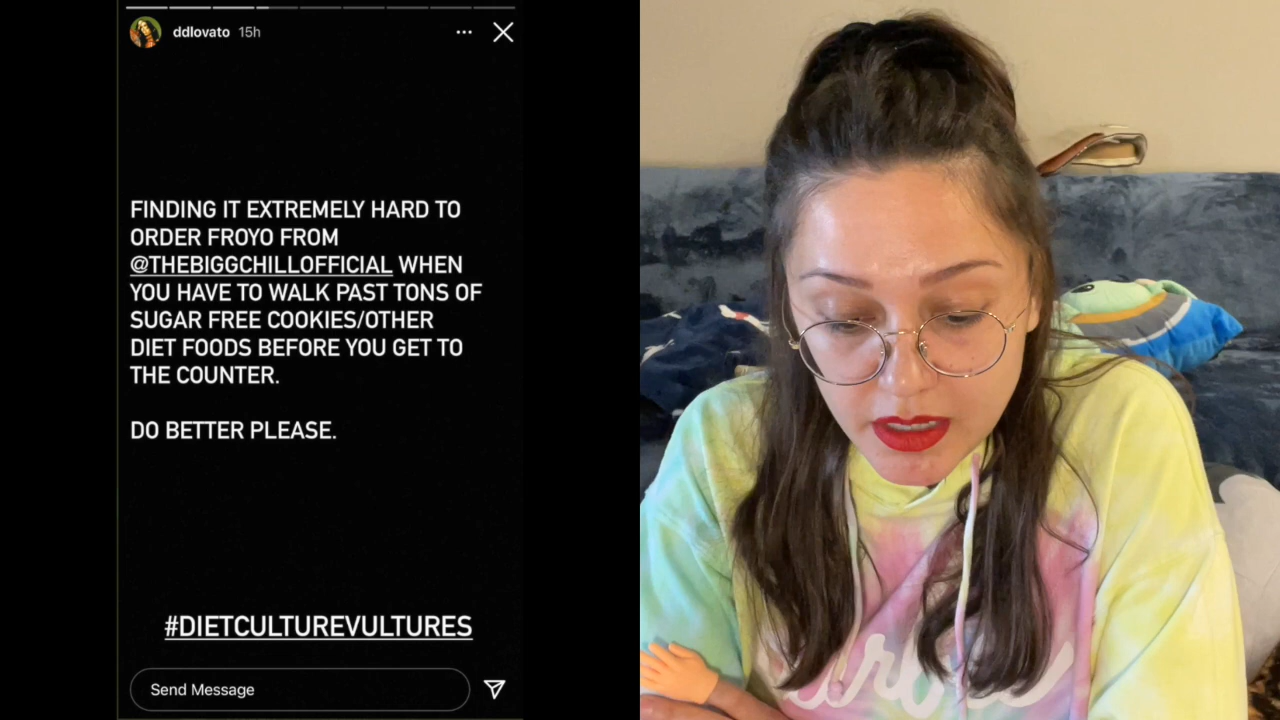 ddlovato 15h
FINDING IT EXTREMELY HARD TO
ORDER FROYO FROM
@THEBIGGCHILLOFFICIAL WHEN
YOU HAVE TO WALK PAST TONS OF
SUGAR FREE COOKIES/OTHER
DIET FOODS BEFORE YOU GET TO
THE COUNTER.
DO BETTER PLEASE.
#DIETCULTUREVULTURES
Send Message